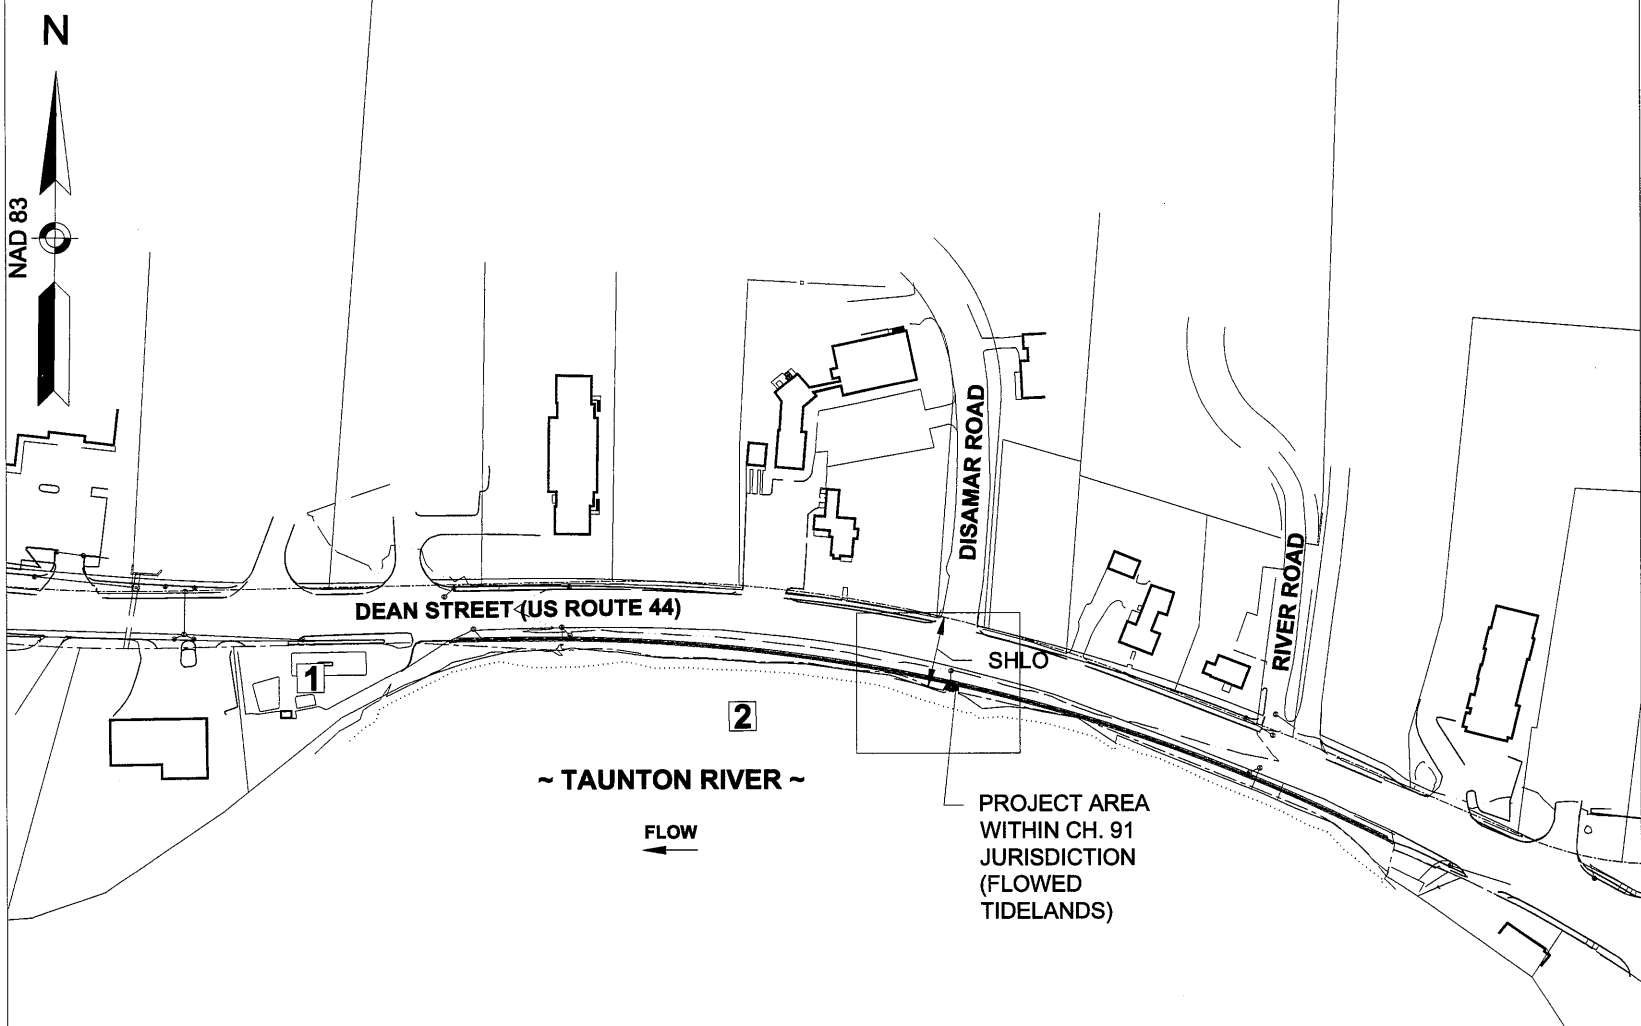 N
NAD 83
DISAMAR ROAD
RIVER ROAD
DEAN STREET (US ROUTE 44)
SHLO
1
2
~ TAUNTON RIVER ~
FLOW
PROJECT AREA
WITHIN CH. 91
JURISDICTION
(FLOWED
TIDELANDS)